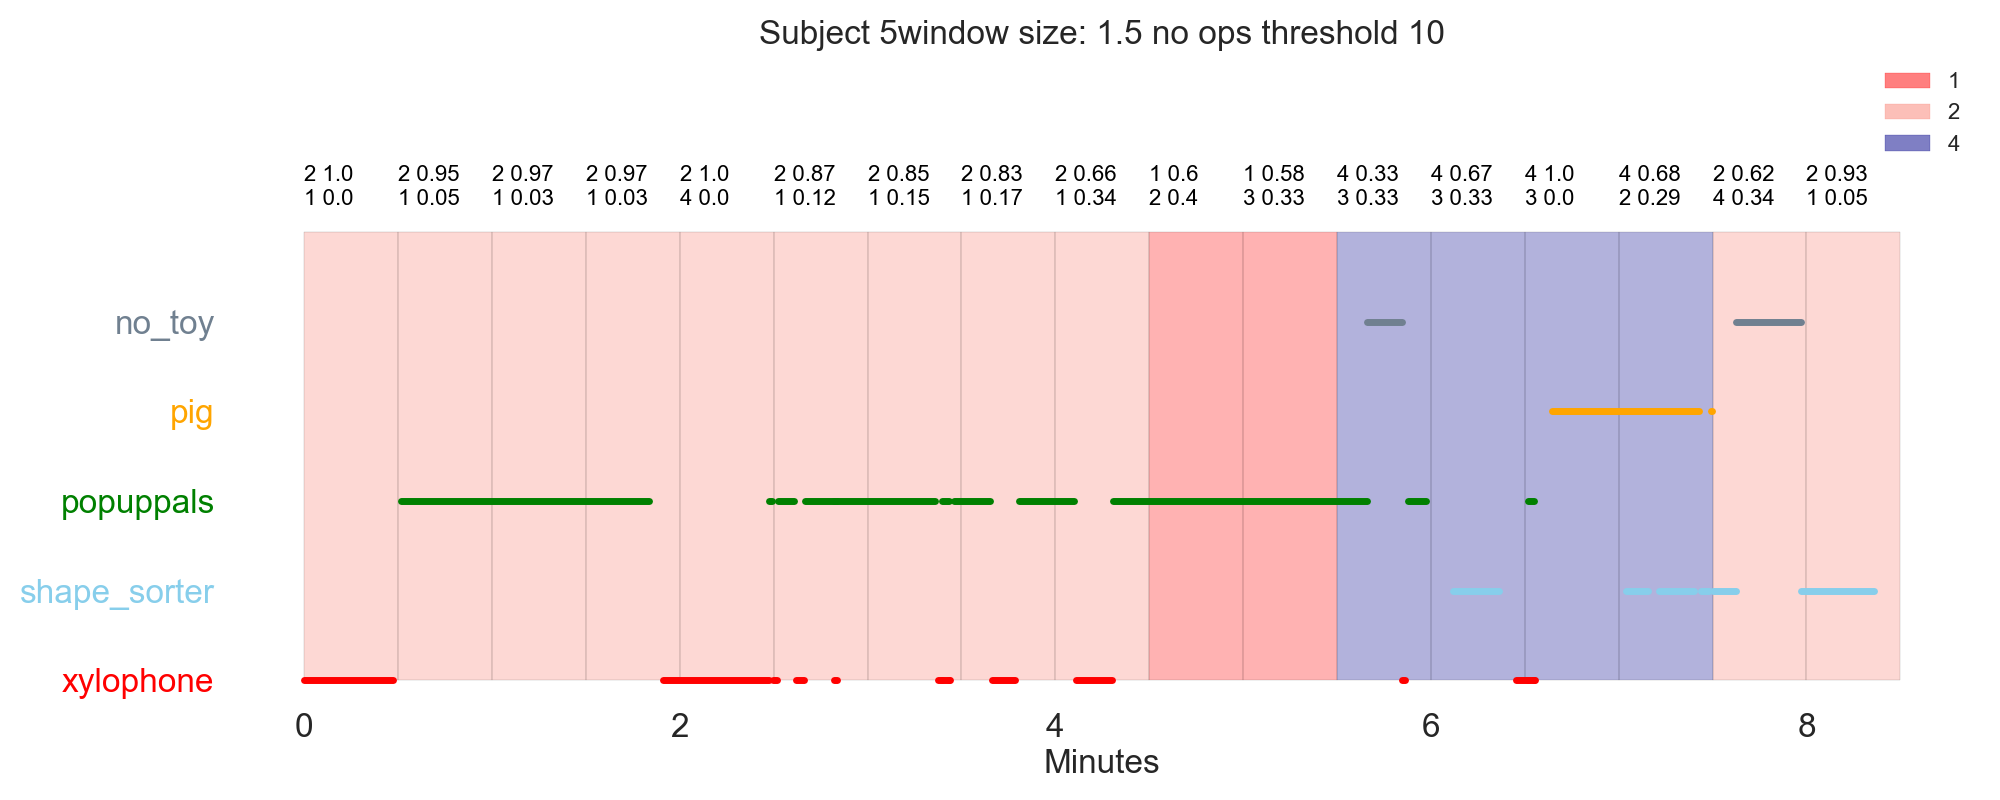 Subject 5window size: 1.5 no ops threshold 10
1
2
4
2 1.0 2 0.95 2 0.97 2 0.97 2 1.0 2 0.87 2 0.85 2 0.83 2 0.66 1 0.6 1 0.58 4 0.33 4 0.67 4 1.0 4 0.68 2 0.62 2 0.93
1 0.0 1 0.05 1 0.03 1 0.03 4 0.0 1 0.12 1 0.15 1 0.17 1 0.34 2 0.4 3 0.33 3 0.33 3 0.33 3 0.0 2 0.29 4 0.34 1 0.05
no_toy
pig
popuppals
shape_sorter
xylophone
0 2 4 6 8
Minutes